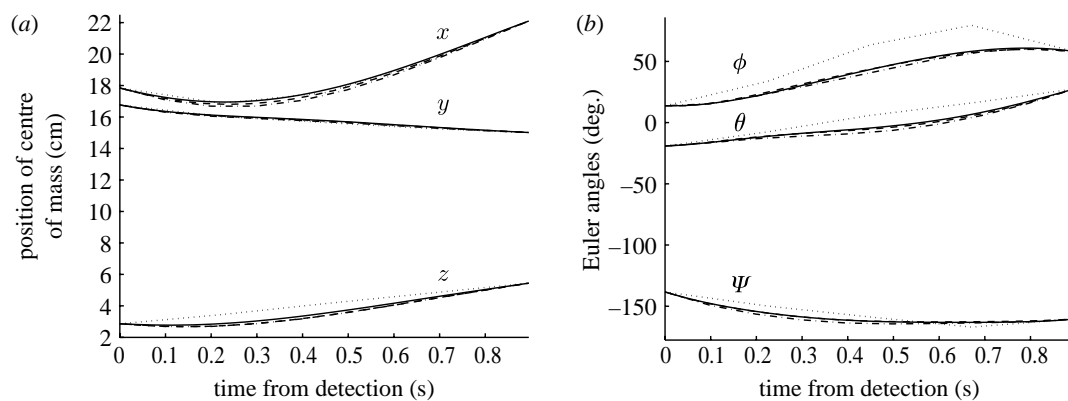 (a)
22
20
18
16
14
12
10
8
6
4
2
position of centre
of mass (cm)
x
y
z
0 0.1 0.2 0.3 0.4 0.5 0.6 0.7 0.8
time from detection (s)
(b)
50
0
−50
−100
−150
Euler angles (deg.)
ϕ
θ
Ψ
0 0.1 0.2 0.3 0.4 0.5 0.6 0.7 0.8
time from detection (s)